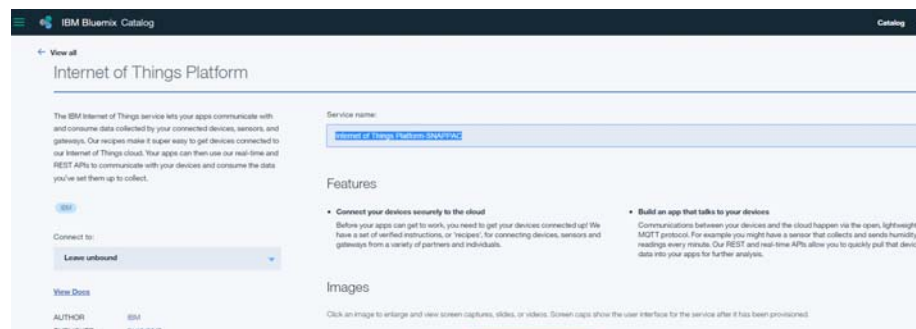 IBM Bluemix Catalog
Catalog
← View all
Internet of Things Platform
The IBM Internet of Things service lets your apps communicate with
and consume data collected by your connected devices, sensors, and
gateways. Our recipes make it super easy to get devices connected to
our Internet of Things cloud. Your apps can then use our real-time and
REST APIs to communicate with your devices and consume the data
you've set them up to collect.
IBM
Connect to:
Leave unbound
View Docs
AUTHOR IBM
Service name:
Internet of Things Platform-SNAPPAC
Features
• Connect your devices securely to the cloud
Before your apps can get to work, you need to get your devices connected up! We
have a set of verified instructions, or 'recipes', for connecting devices, sensors and
gateways from a variety of partners and individuals.
• Build an app that talks to your devices
Communications between your devices and the cloud happen via the open, lightweight
MQTT protocol. For example you might have a sensor that collects and sends humidity
readings every minute. Our REST and real-time APIs allow you to quickly pull that
data into your apps for further analysis.
Images
Click an image to enlarge and view screen captures, slides, or videos. Screen caps show the user interface for the service after it has been provisioned.